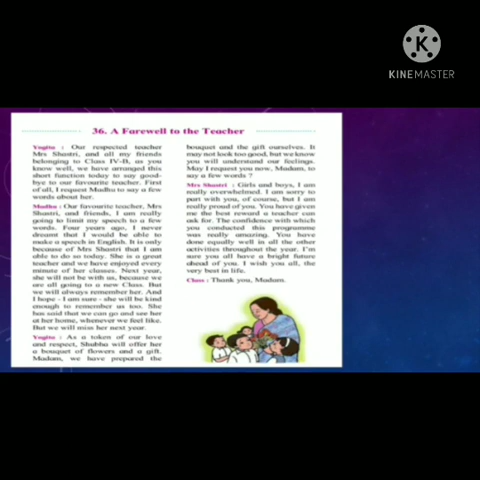 K
KINEMASTER
36. A Farewell to the Teacher
Yogita : Our respected teacher
Mrs Shastri, and all my friends
belonging to Class IV-B, as you
know well, we have arranged this
short function today to say good-
bye to our favourite teacher. First
of all, I request Madhu to say a few
words about her.
Madhu : Our favourite teacher, Mrs
Shastri, and friends, I am really
going to limit my speech to a few
words. Four years ago, I never
dreamt that I would be able to
make a speech in English. It is only
because of Mrs Shastri that I am
able to do so today. She is a great
teacher and we have enjoyed every
minute of her classes. Next year,
she will not be with us, because we
are all going to a new Class. But
we will always remember her. And
I hope - I am sure - she will be kind
enough to remember us too. She
has said that we can go and see her
at her home, whenever we feel like.
But we will miss her next year.
Yogita : As a token of our love
and respect, Shubha will offer her
a bouquet of flowers and a gift.
Madam, we have prepared the
bouquet and the gift ourselves. It
may not look too good, but we know
you will understand our feelings.
May I request you now, Madam, to
say a few words ?
Mrs Shastri : Girls and boys, I am
really overwhelmed. I am sorry to
part with you, of course, but I am
really proud of you. You have given
me the best reward a teacher can
ask for. The confidence with which
you conducted this programme
was really amazing. You have
done equally well in all the other
activities throughout the year. I'm
sure you all have a bright future
ahead of you. I wish you all, the
very best in life.
Class : Thank you, Madam.